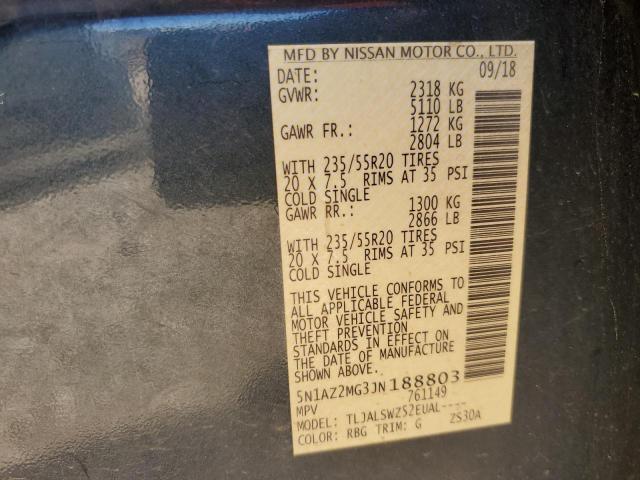 MFD BY NISSAN MOTOR CO., LTD.
DATE: 09/18
GVWR: 2318 KG
5110 LB
GAWR FR.: 1272 KG
2804 LB
WITH 235/55R20 TIRES
20 X 7.5 RIMS AT 35 PSI
COLD SINGLE
GAWR RR.: 1300 KG
2866 LB
WITH 235/55R20 TIRES
20 X 7.5 RIMS AT 35 PSI
COLD SINGLE
THIS VEHICLE CONFORMS TO
ALL APPLICABLE FEDERAL
MOTOR VEHICLE SAFETY AND
THEFT PREVENTION
STANDARDS IN EFFECT ON
THE DATE OF MANUFACTURE
SHOWN ABOVE.
5N1AZ2MG3JN188803
MPV 761149
MODEL: TLJALSWZ52EUAL----
COLOR: RBG TRIM: G ZS30A